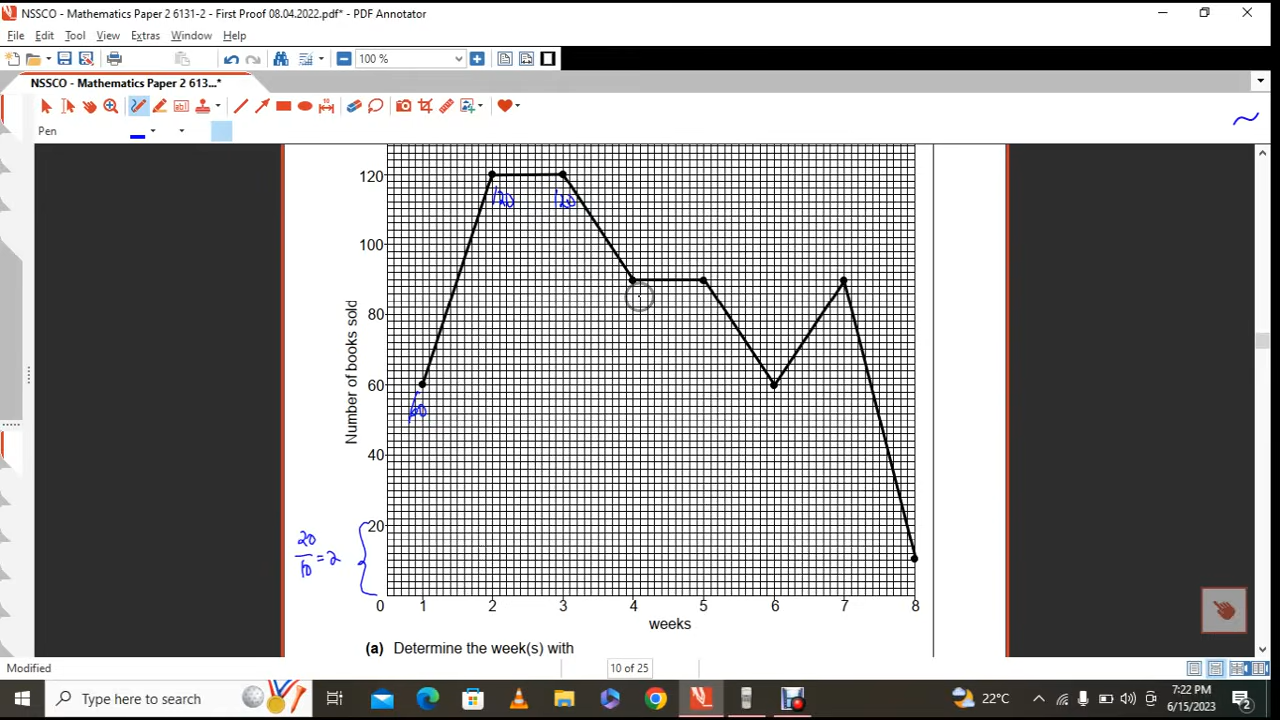 NSSCO - Mathematics Paper 2 6131-2 - First Proof 08.04.2022.pdf* - PDF Annotator
File Edit Tool View Extras Window Help
100 %
NSSCO - Mathematics Paper 2 613...*
Pen
120
120 120
100
80
60
60
40
20
20/10 = 2
0 1 2 3 4 5 6 7 8
Number of books sold
weeks
(a) Determine the week(s) with
Modified
10 of 25
Type here to search
22°C
7:22 PM
6/15/2023
2